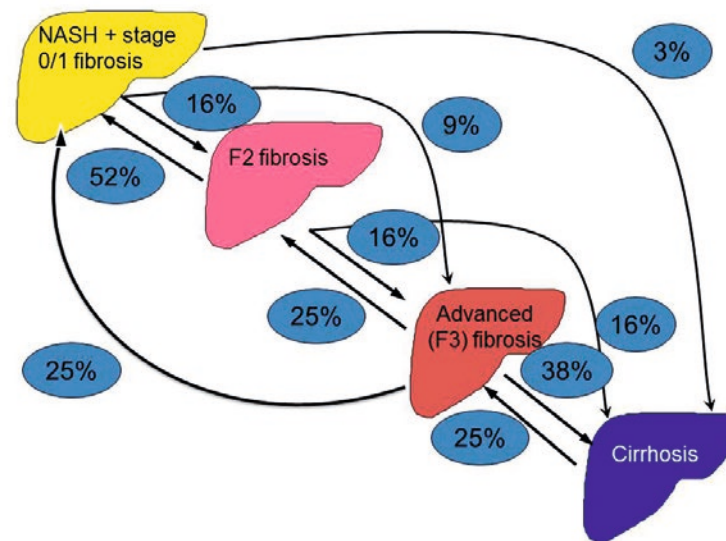 NASH + stage
0/1 fibrosis
3%
16%
9%
F2 fibrosis
52%
16%
25%
Advanced
(F3) fibrosis
16%
25%
38%
25%
Cirrhosis